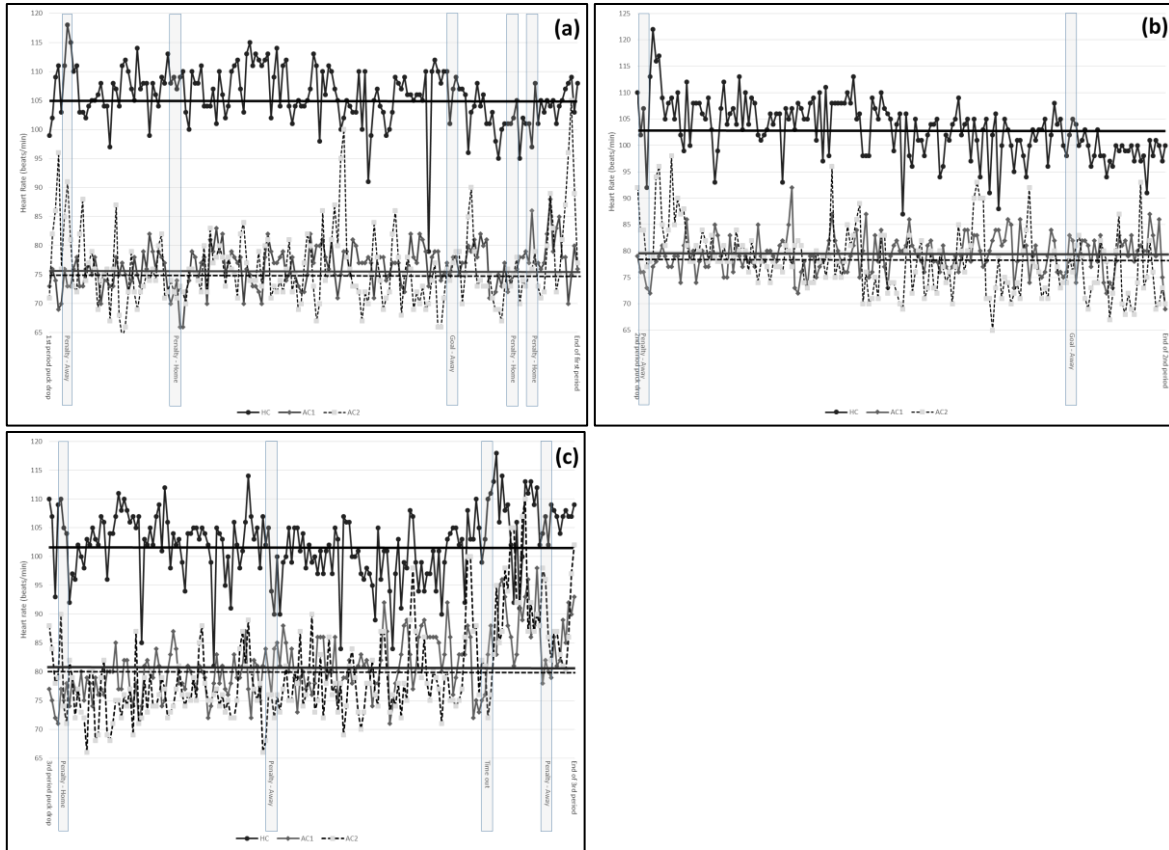 (a)
Heart Rate (beats/min)
120
115
110
105
100
95
90
85
80
75
70
65
1st period puck drop
Penalty - Away
Penalty - Home
Goal - Away
Penalty - Home
Penalty - Home
End of first period
HC AC1 AC2
(b)
Heart Rate (beats/min)
125
120
115
110
105
100
95
90
85
80
75
70
65
2nd period puck drop
Penalty - Away
Goal - Away
End of 2nd period
HC AC1 AC2
(c)
Heart rate (beats/min)
120
115
110
105
100
95
90
85
80
75
70
65
3rd period puck drop
Penalty - Home
Penalty - Away
Time out
Penalty - Away
End of 3rd period
HC AC1 AC2